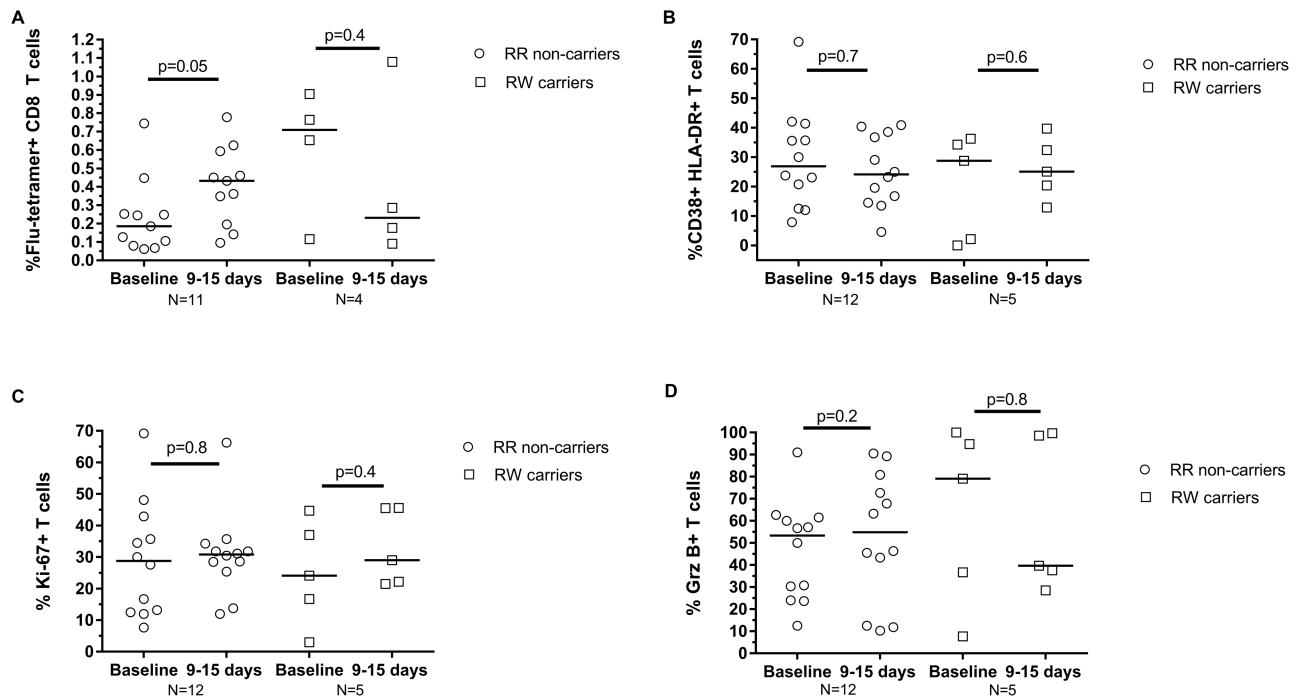 A
%Flu-tetramer+ CD8 T cells
1.2
1.1
1.0
0.9
0.8
0.7
0.6
0.5
0.4
0.3
0.2
0.1
0.0
p=0.05
p=0.4
RR non-carriers
RW carriers
Baseline 9-15 days Baseline 9-15 days
N=11 N=4
B
%CD38+ HLA-DR+ T cells
70
60
50
40
30
20
10
0
p=0.7
p=0.6
RR non-carriers
RW carriers
Baseline 9-15 days Baseline 9-15 days
N=12 N=5
C
% Ki-67+ T cells
70
60
50
40
30
20
10
0
p=0.8
p=0.4
RR non-carriers
RW carriers
Baseline 9-15 days Baseline 9-15 days
N=12 N=5
D
% Grz B+ T cells
100
90
80
70
60
50
40
30
20
10
0
p=0.2
p=0.8
RR non-carriers
RW carriers
Baseline 9-15 days Baseline 9-15 days
N=12 N=5